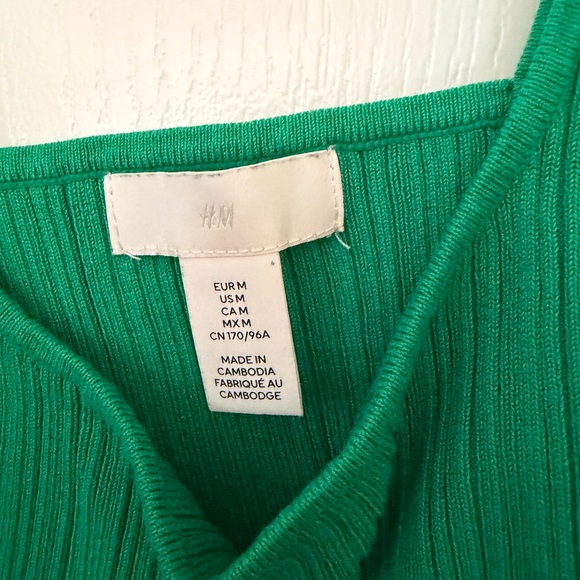 H&M
EUR M
US M
CA M
MX M
CN 170/96A
MADE IN
CAMBODIA
FABRIQUÉ AU
CAMBODGE